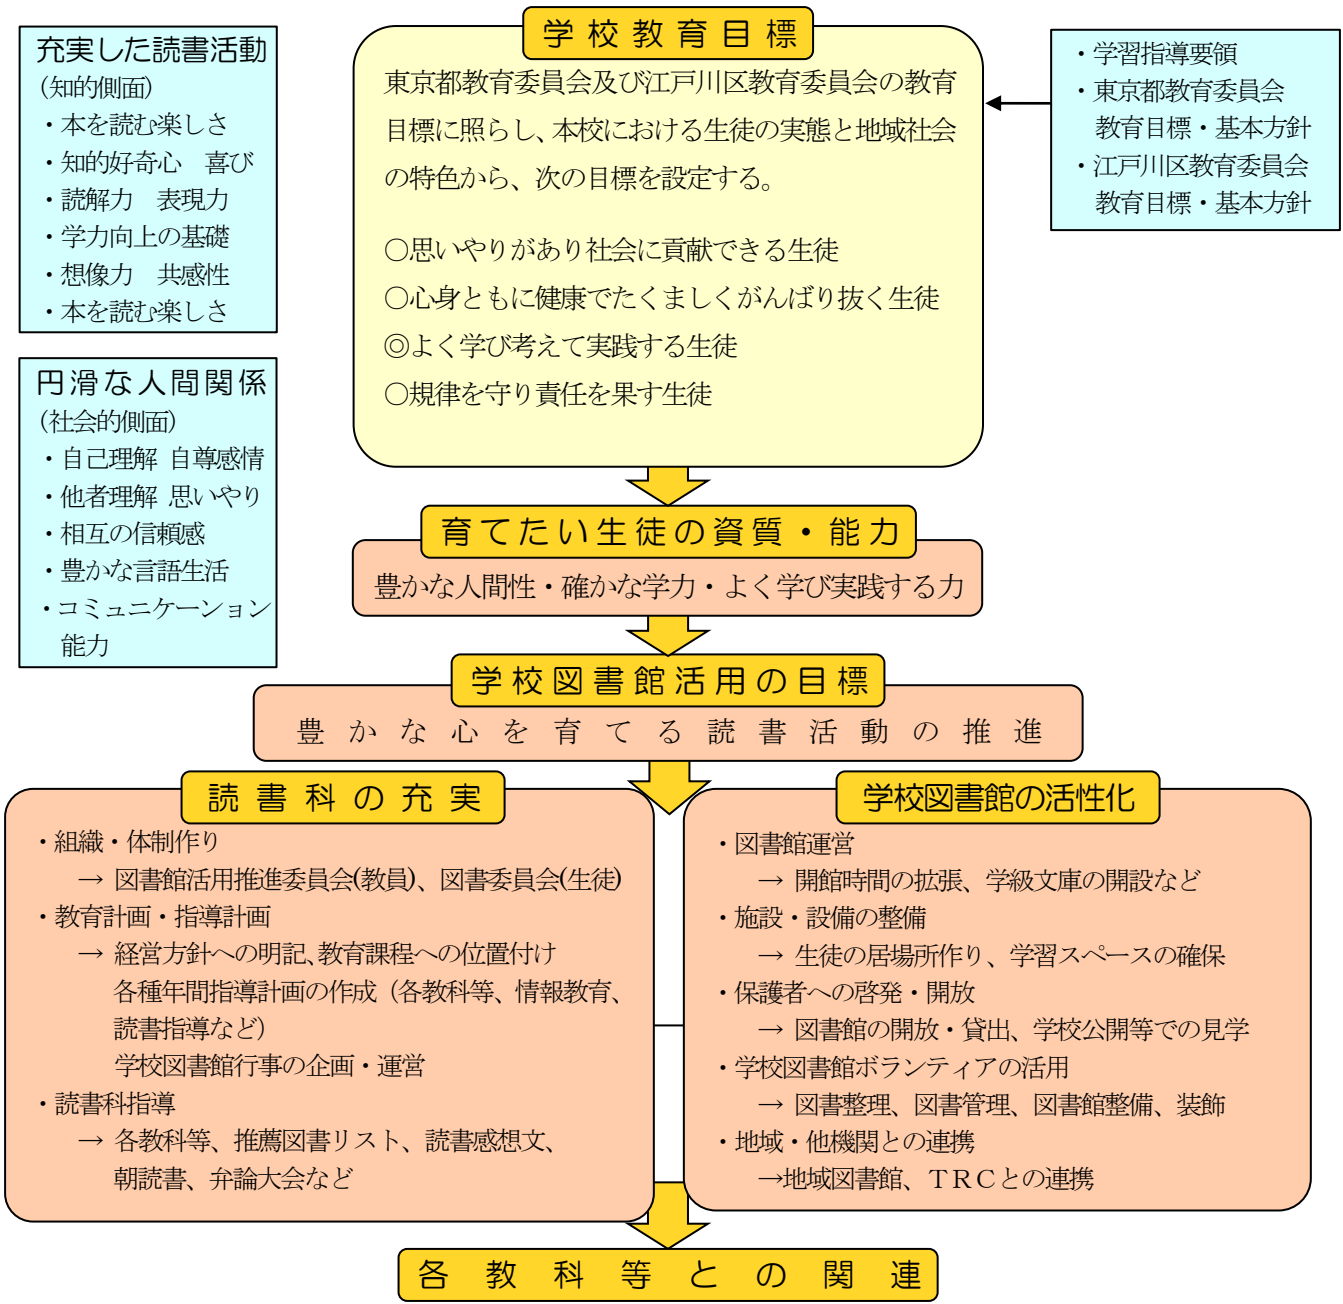 学校教育目標
東京都教育委員会及び江戸川区教育委員会の教育
目標に照らし、本校における生徒の実態と地域社会
の特色から、次の目標を設定する。
○思いやりがあり社会に貢献できる生徒
○心身ともに健康でたくましくがんばり抜く生徒
◎よく学び考えて実践する生徒
○規律を守り責任を果す生徒
充実した読書活動
(知的側面)
・本を読む楽しさ
・知的好奇心　喜び
・読解力　表現力
・学力向上の基礎
・想像力　共感性
・本を読む楽しさ
円滑な人間関係
(社会的側面)
・自己理解 自尊感情
・他者理解 思いやり
・相互の信頼感
・豊かな言語生活
・コミュニケーション
能力
・学習指導要領
・東京都教育委員会
教育目標・基本方針
・江戸川区教育委員会
教育目標・基本方針
育てたい生徒の資質・能力
豊かな人間性・確かな学力・よく学び実践する力
学校図書館活用の目標
豊かな心を育てる読書活動の推進
読書科の充実
・組織・体制作り
→ 図書館活用推進委員会(教員)、図書委員会(生徒)
・教育計画・指導計画
→ 経営方針への明記、教育課程への位置付け
各種年間指導計画の作成（各教科等、情報教育、
読書指導など）
学校図書館行事の企画・運営
・読書科指導
→ 各教科等、推薦図書リスト、読書感想文、
朝読書、弁論大会など
学校図書館の活性化
・図書館運営
→ 開館時間の拡張、学級文庫の開設など
・施設・設備の整備
→ 生徒の居場所作り、学習スペースの確保
・保護者への啓発・開放
→ 図書館の開放・貸出、学校公開等での見学
・学校図書館ボランティアの活用
→ 図書整理、図書管理、図書館整備、装飾
・地域・他機関との連携
→地域図書館、ＴＲＣとの連携
各教科等との関連